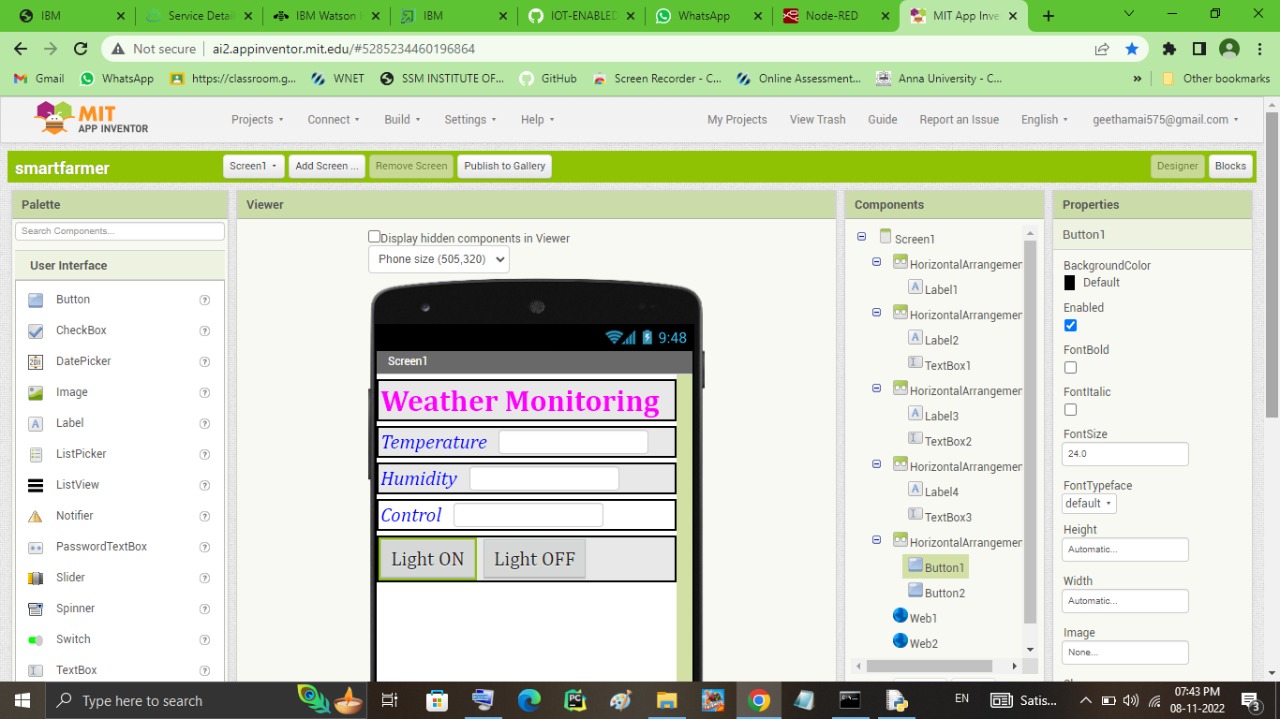 IBM
Service Detai
IBM Watson I
IBM
IOT-ENABLED
WhatsApp
Node-RED
MIT App Inve
Not secure
ai2.appinventor.mit.edu/#5285234460196864
Gmail
WhatsApp
https://classroom.g...
WNET
SSM INSTITUTE OF...
GitHub
Screen Recorder - C...
Online Assessment...
Anna University - C...
»
Other bookmarks
MIT
APP INVENTOR
Projects
Connect
Build
Settings
Help
My Projects
View Trash
Guide
Report an Issue
English
geethamai575@gmail.com
smartfarmer
Screen1
Add Screen ...
Remove Screen
Publish to Gallery
Designer
Blocks
Palette
Search Components...
User Interface
Button
CheckBox
DatePicker
Image
Label
ListPicker
ListView
Notifier
PasswordTextBox
Slider
Spinner
Switch
TextBox
Viewer
Display hidden components in Viewer
Phone size (505,320)
9:48
Screen1
Weather Monitoring
Temperature
Humidity
Control
Light ON Light OFF
Components
Screen1
HorizontalArrangemen
Label1
HorizontalArrangemen
Label2
TextBox1
HorizontalArrangemen
Label3
TextBox2
HorizontalArrangemen
Label4
TextBox3
HorizontalArrangemen
Button1
Button2
Web1
Web2
Properties
Button1
BackgroundColor
Default
Enabled
FontBold
FontItalic
FontSize
24.0
FontTypeface
default
Height
Automatic...
Width
Automatic...
Image
None...
Type here to search
EN
Satis...
07:43 PM
08-11-2022
3